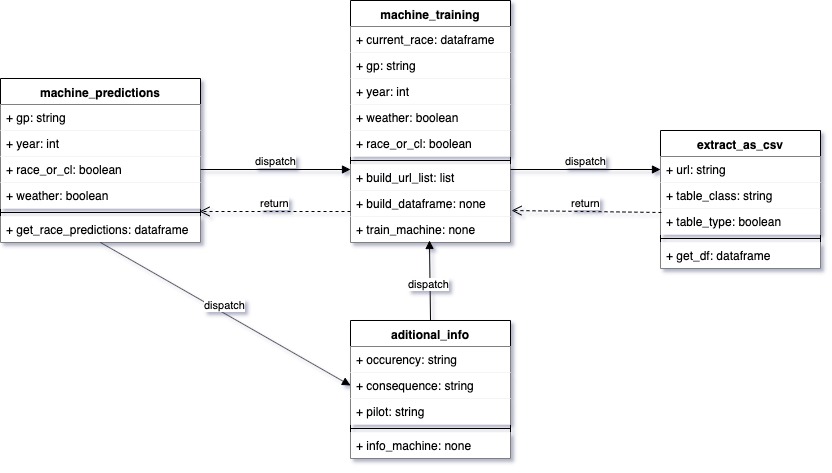 machine_training
+ current_race: dataframe
+ gp: string
+ year: int
+ weather: boolean
+ race_or_cl: boolean
+ build_url_list: list
+ build_dataframe: none
+ train_machine: none
machine_predictions
+ gp: string
+ year: int
+ race_or_cl: boolean
+ weather: boolean
+ get_race_predictions: dataframe
dispatch
return
dispatch
return
extract_as_csv
+ url: string
+ table_class: string
+ table_type: boolean
+ get_df: dataframe
dispatch
dispatch
aditional_info
+ occurency: string
+ consequence: string
+ pilot: string
+ info_machine: none